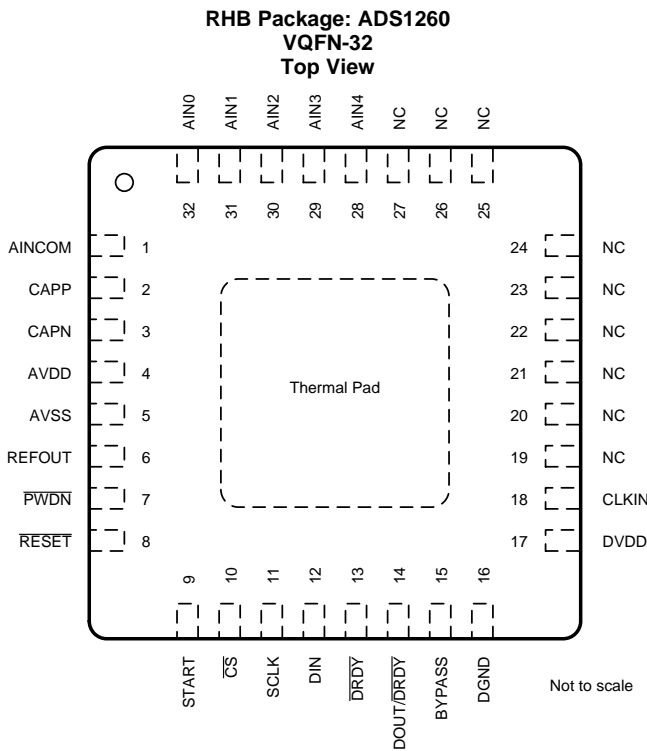 RHB Package: ADS1260
VQFN-32
Top View
AIN0
AIN1
AIN2
AIN3
AIN4
NC
NC
NC
32
31
30
29
28
27
26
25
AINCOM 1
CAPP 2
CAPN 3
AVDD 4
AVSS 5
REFOUT 6
PWDN 7
RESET 8
24 NC
23 NC
22 NC
21 NC
20 NC
19 NC
18 CLKIN
17 DVDD
Thermal Pad
9
10
11
12
13
14
15
16
START
CS
SCLK
DIN
DRDY
DOUT/DRDY
BYPASS
DGND
Not to scale